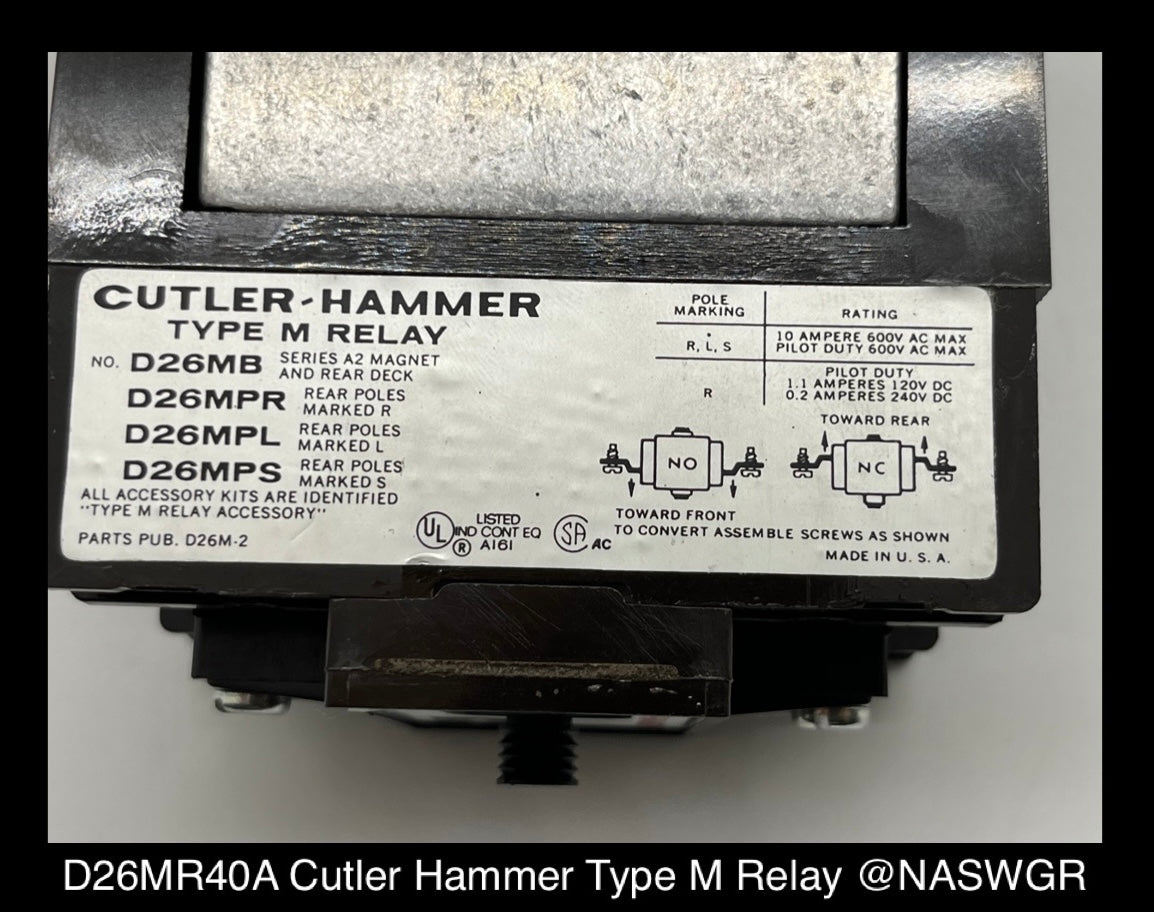 CUTLER-HAMMER
TYPE M RELAY
NO. D26MB SERIES A2 MAGNET
AND REAR DECK
D26MPR REAR POLES
MARKED R
D26MPL REAR POLES
MARKED L
D26MPS REAR POLES
MARKED S
ALL ACCESSORY KITS ARE IDENTIFIED
"TYPE M RELAY ACCESSORY"
PARTS PUB. D26M-2
UL
®
LISTED
IND CONT EQ
A161
SA
AC
POLE
MARKING
RATING
R, L, S
10 AMPERE 600V AC MAX
PILOT DUTY 600V AC MAX
R
PILOT DUTY
1.1 AMPERES 120V DC
0.2 AMPERES 240V DC
TOWARD REAR
NO
NC
TOWARD FRONT
TO CONVERT ASSEMBLE SCREWS AS SHOWN
MADE IN U. S. A.
D26MR40A Cutler Hammer Type M Relay @NASWGR